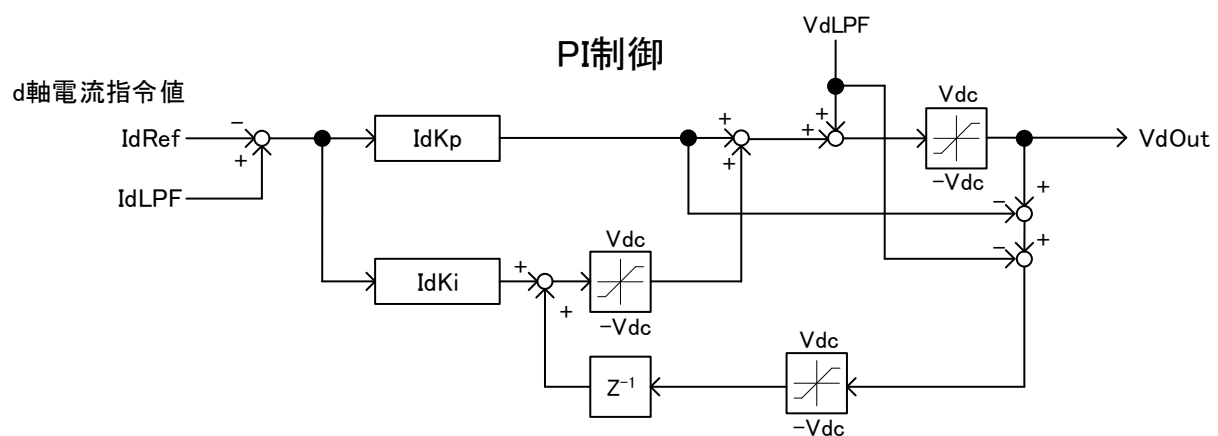 VdLPF
PI制御
d軸電流指令値
IdRef
−
+
IdLPF
IdKp
+
+
+
+
Vdc
−Vdc
VdOut
−
+
−
+
IdKi
+
+
Vdc
−Vdc
Z⁻¹
Vdc
−Vdc